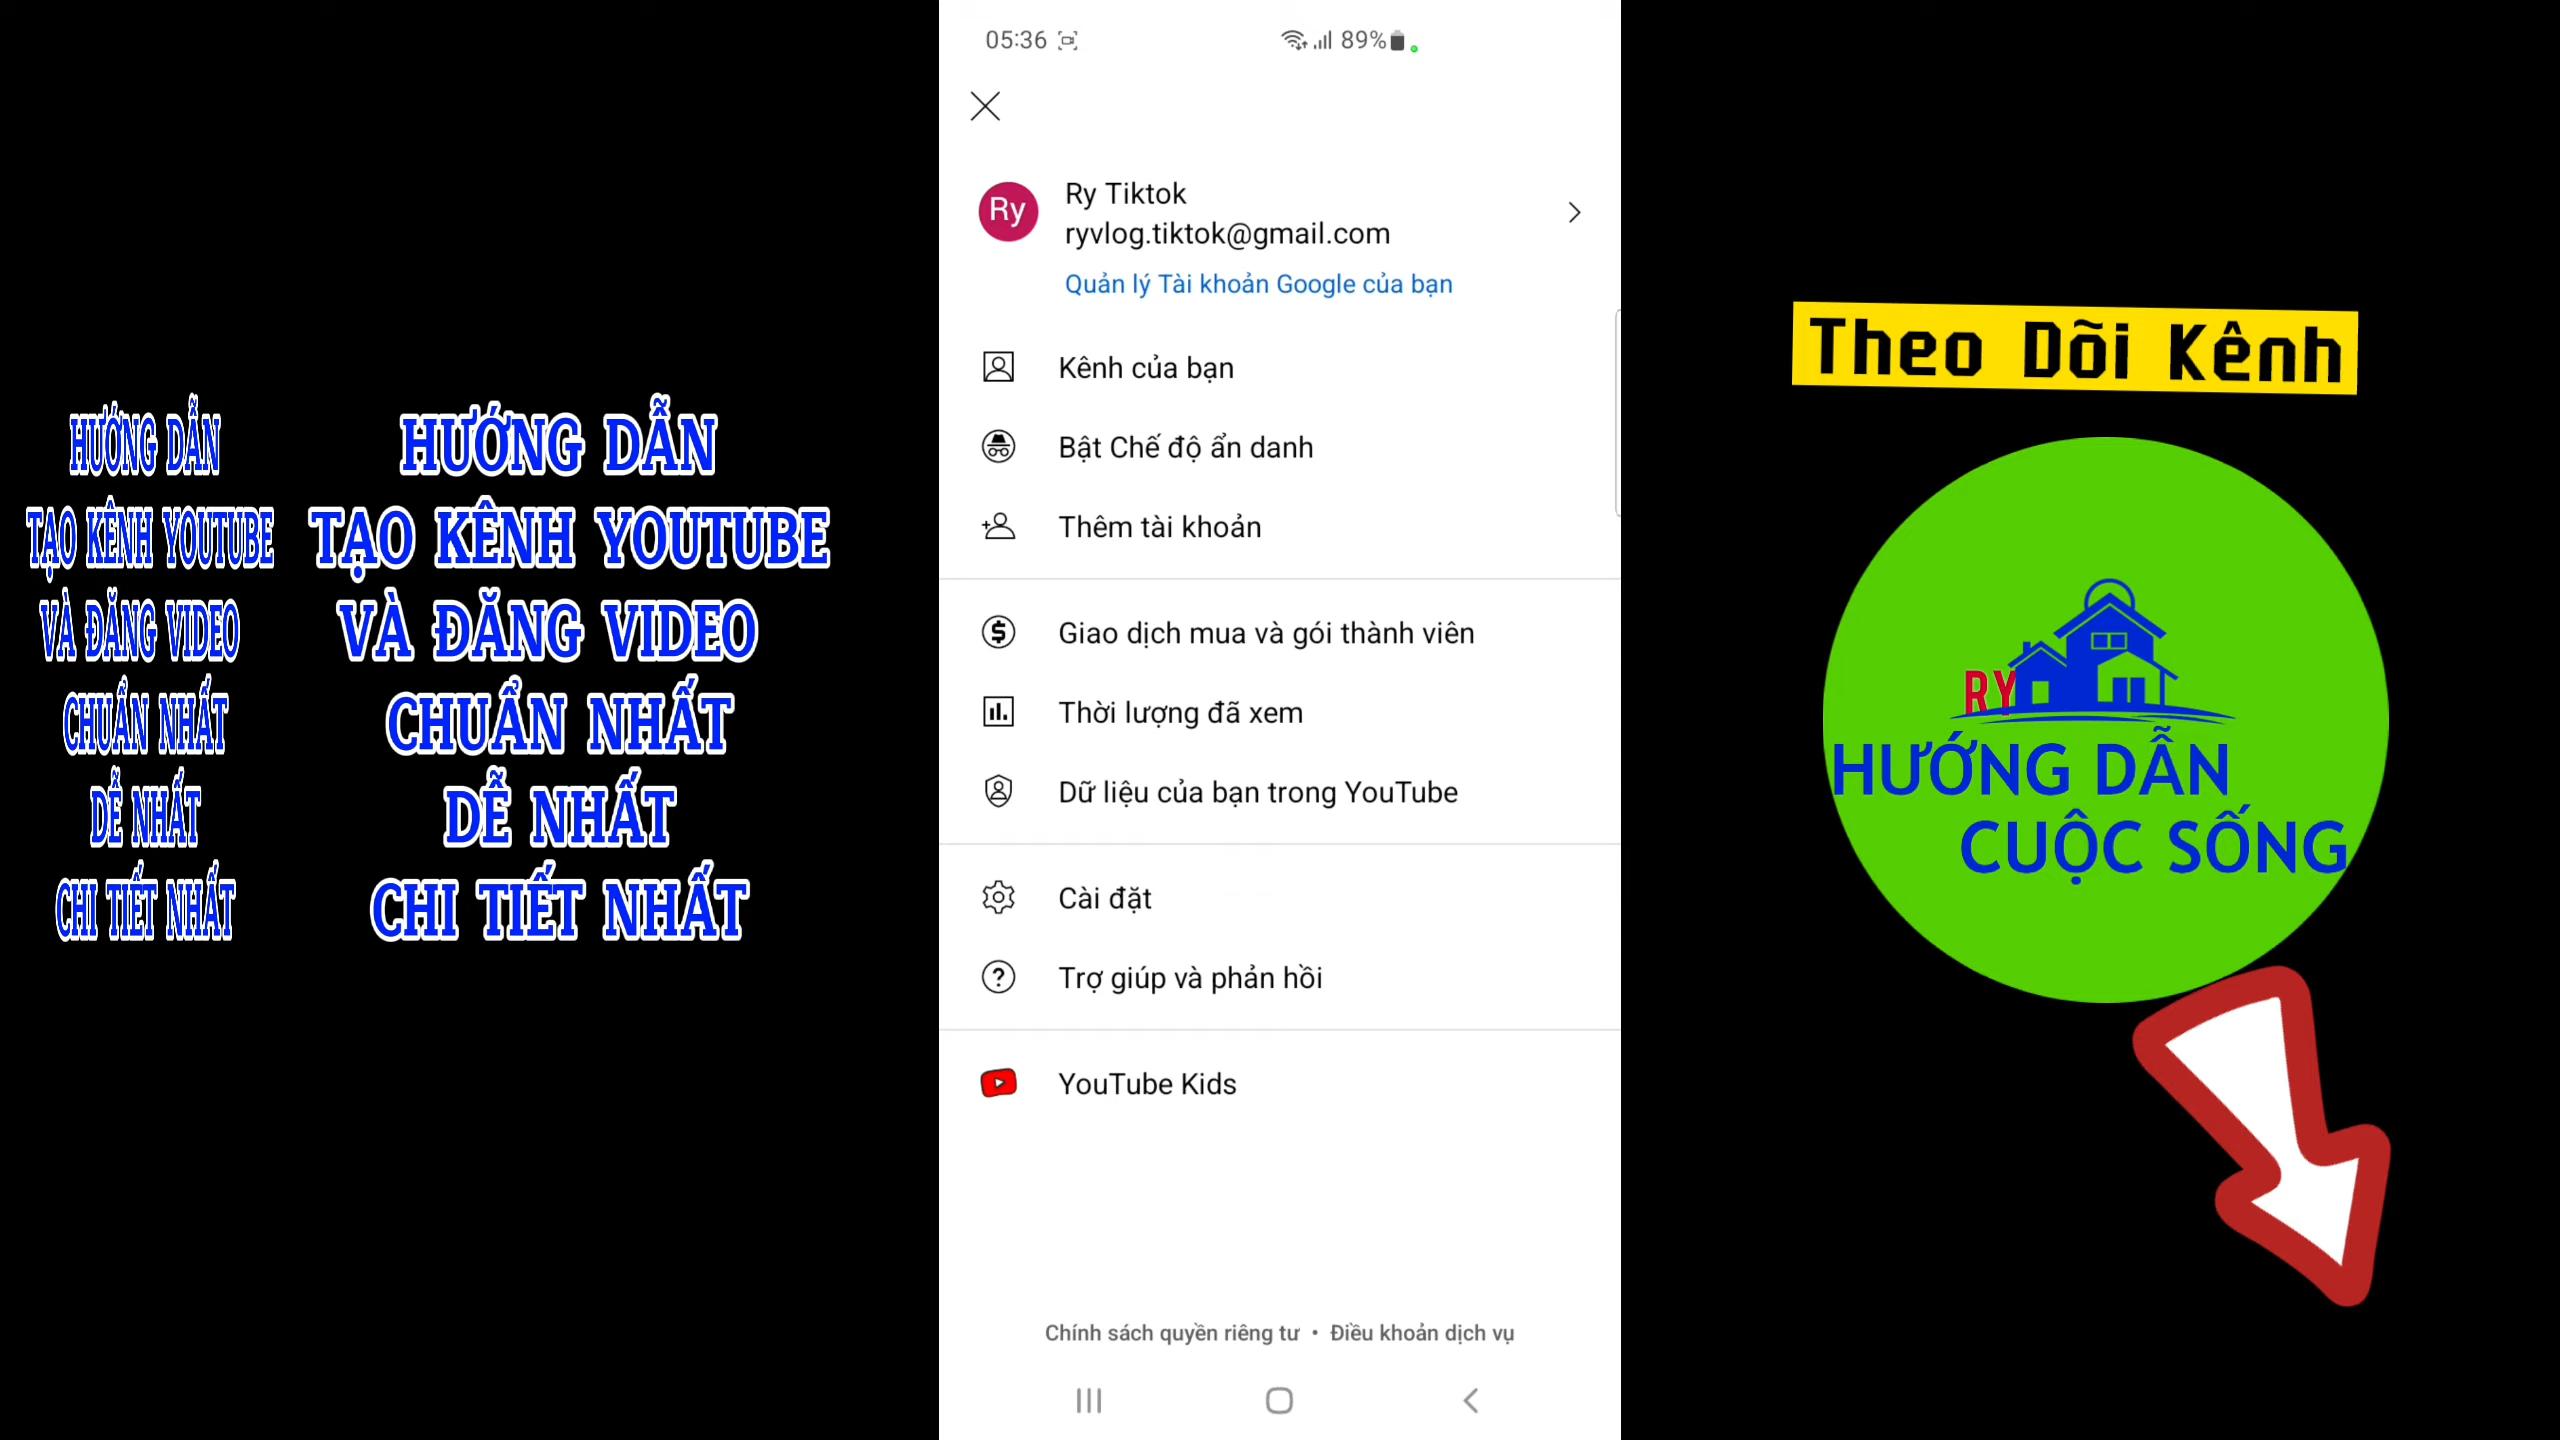 HƯỚNG DẪN
TẠO KÊNH YOUTUBE
VÀ ĐĂNG VIDEO
CHUẨN NHẤT
DỄ NHẤT
CHI TIẾT NHẤT
HƯỚNG DẪN
TẠO KÊNH YOUTUBE
VÀ ĐĂNG VIDEO
CHUẨN NHẤT
DỄ NHẤT
CHI TIẾT NHẤT
05:36
89%
Ry
Ry Tiktok
ryvlog.tiktok@gmail.com
Quản lý Tài khoản Google của bạn
Kênh của bạn
Bật Chế độ ẩn danh
Thêm tài khoản
Giao dịch mua và gói thành viên
Thời lượng đã xem
Dữ liệu của bạn trong YouTube
Cài đặt
Trợ giúp và phản hồi
YouTube Kids
Chính sách quyền riêng tư • Điều khoản dịch vụ
Theo Dõi Kênh
RY
HƯỚNG DẪN
CUỘC SỐNG